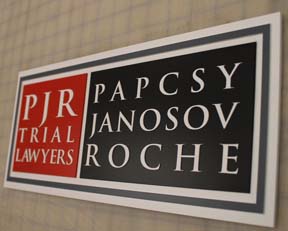 PJR
TRIAL
LAWYERS
PAPCSY
JANOSOV
ROCHE